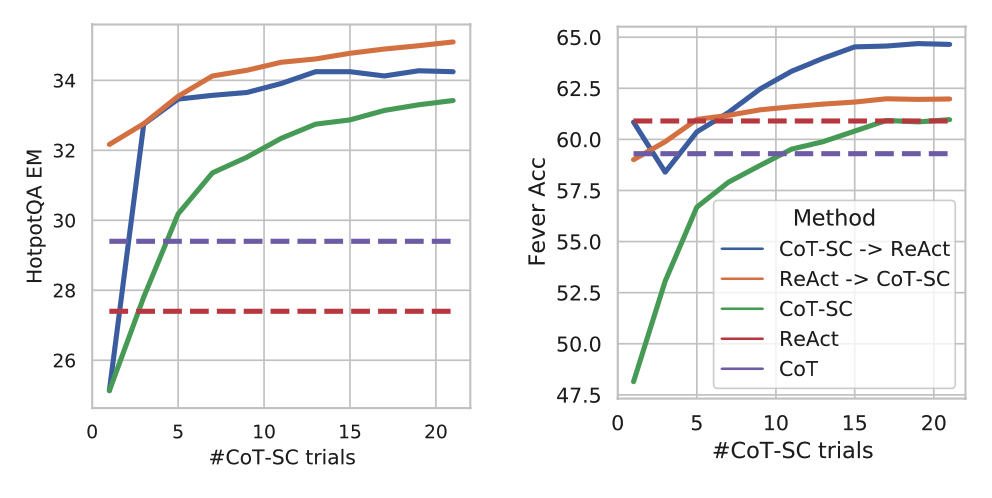 HotpotQA EM
34
32
30
28
26
0 5 10 15 20
#CoT-SC trials
Fever Acc
65.0
62.5
60.0
57.5
55.0
52.5
50.0
47.5
Method
CoT-SC -> ReAct
ReAct -> CoT-SC
CoT-SC
ReAct
CoT
0 5 10 15 20
#CoT-SC trials